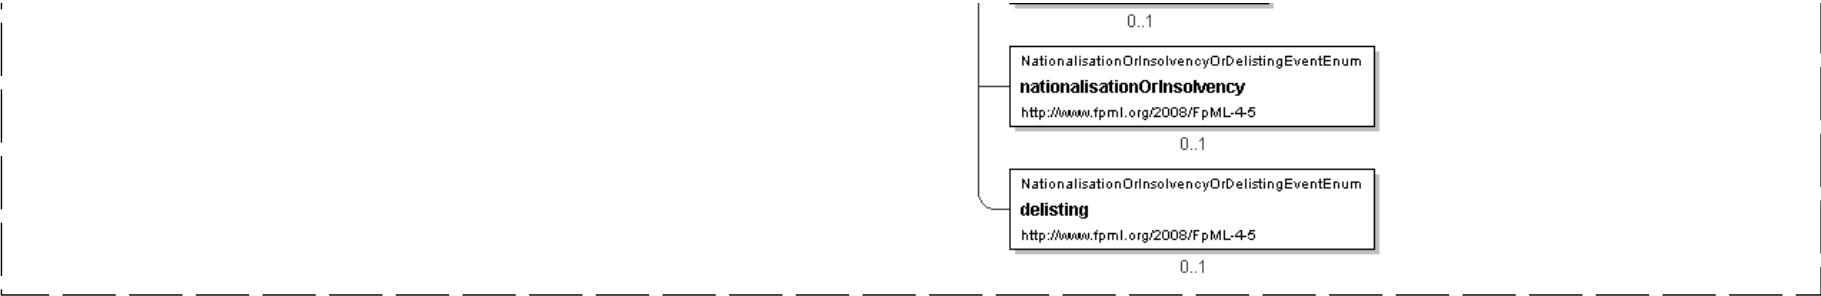 0..1
NationalisationOrInsolvencyOrDelistingEventEnum
nationalisationOrInsolvency
http://www.fpml.org/2008/FpML-4-5
0..1
NationalisationOrInsolvencyOrDelistingEventEnum
delisting
http://www.fpml.org/2008/FpML-4-5
0..1